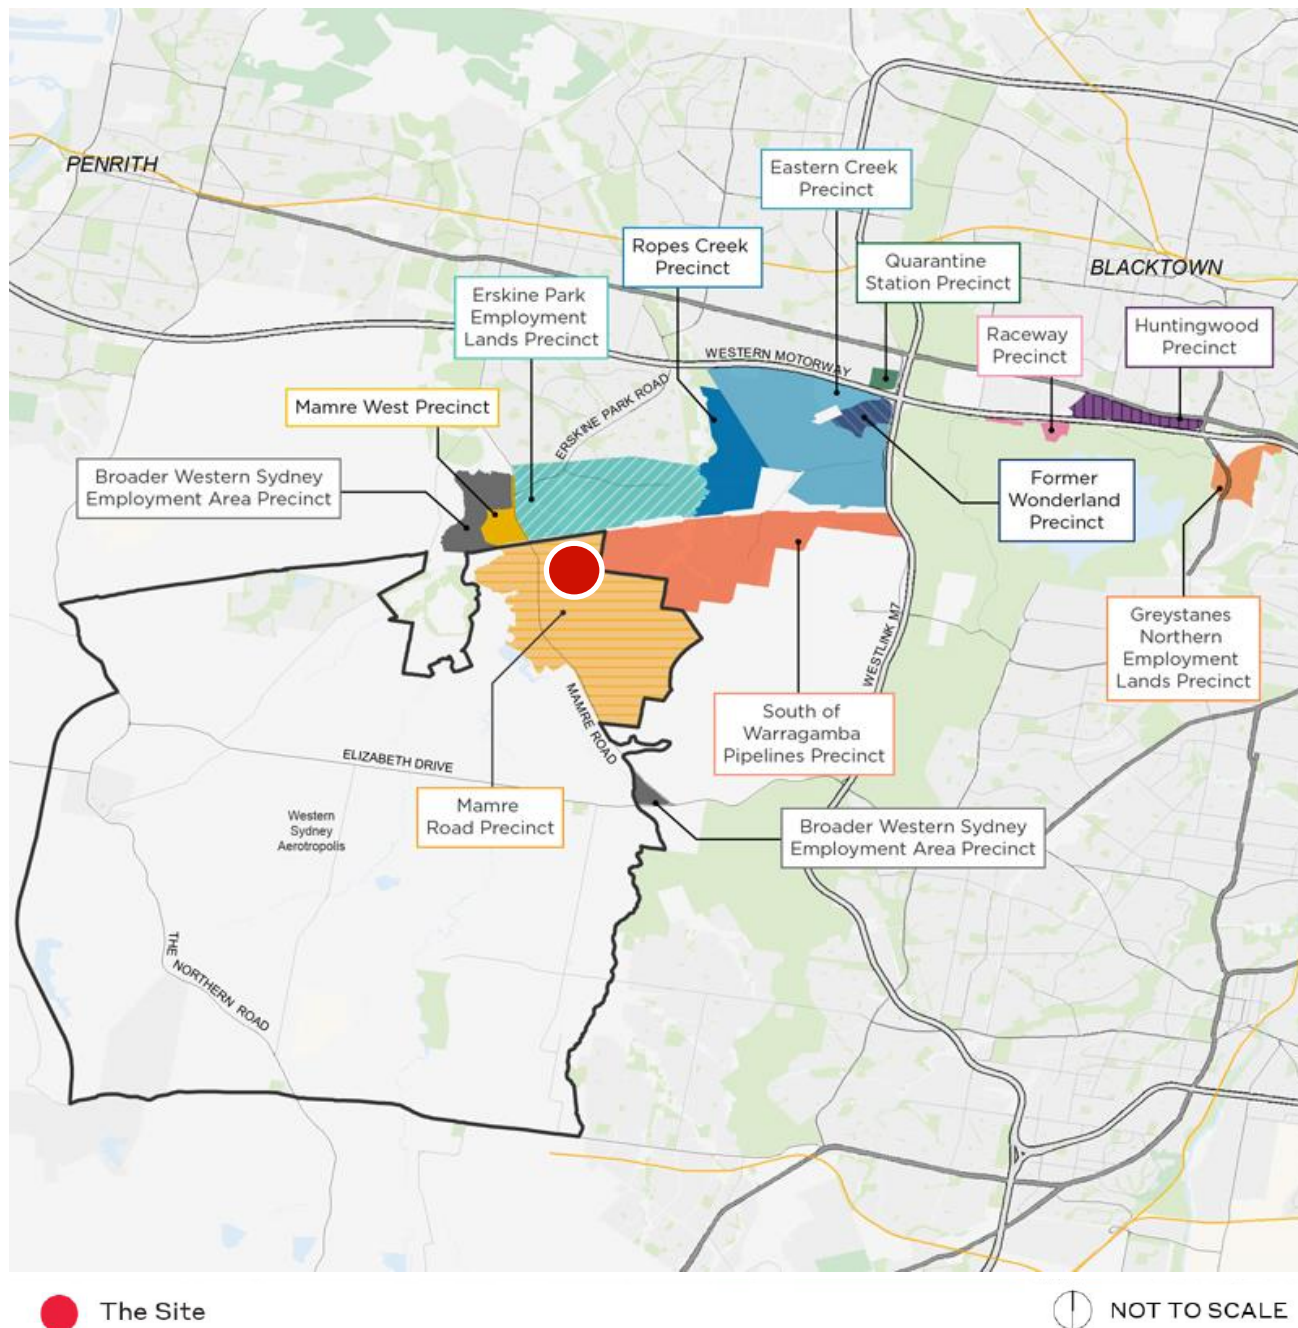 PENRITH
Eastern Creek
Precinct
Ropes Creek
Precinct
Quarantine
Station Precinct
BLACKTOWN
Erskine Park
Employment
Lands Precinct
Raceway
Precinct
Huntingwood
Precinct
WESTERN MOTORWAY
ERSKINE PARK ROAD
Mamre West Precinct
Broader Western Sydney
Employment Area Precinct
Former
Wonderland
Precinct
WESTLINK M7
Greystanes
Northern
Employment
Lands Precinct
MAMRE ROAD
South of
Warragamba
Pipelines Precinct
ELIZABETH DRIVE
Mamre
Road Precinct
Western
Sydney
Aerotropolis
Broader Western Sydney
Employment Area Precinct
THE NORTHERN ROAD
The Site
NOT TO SCALE